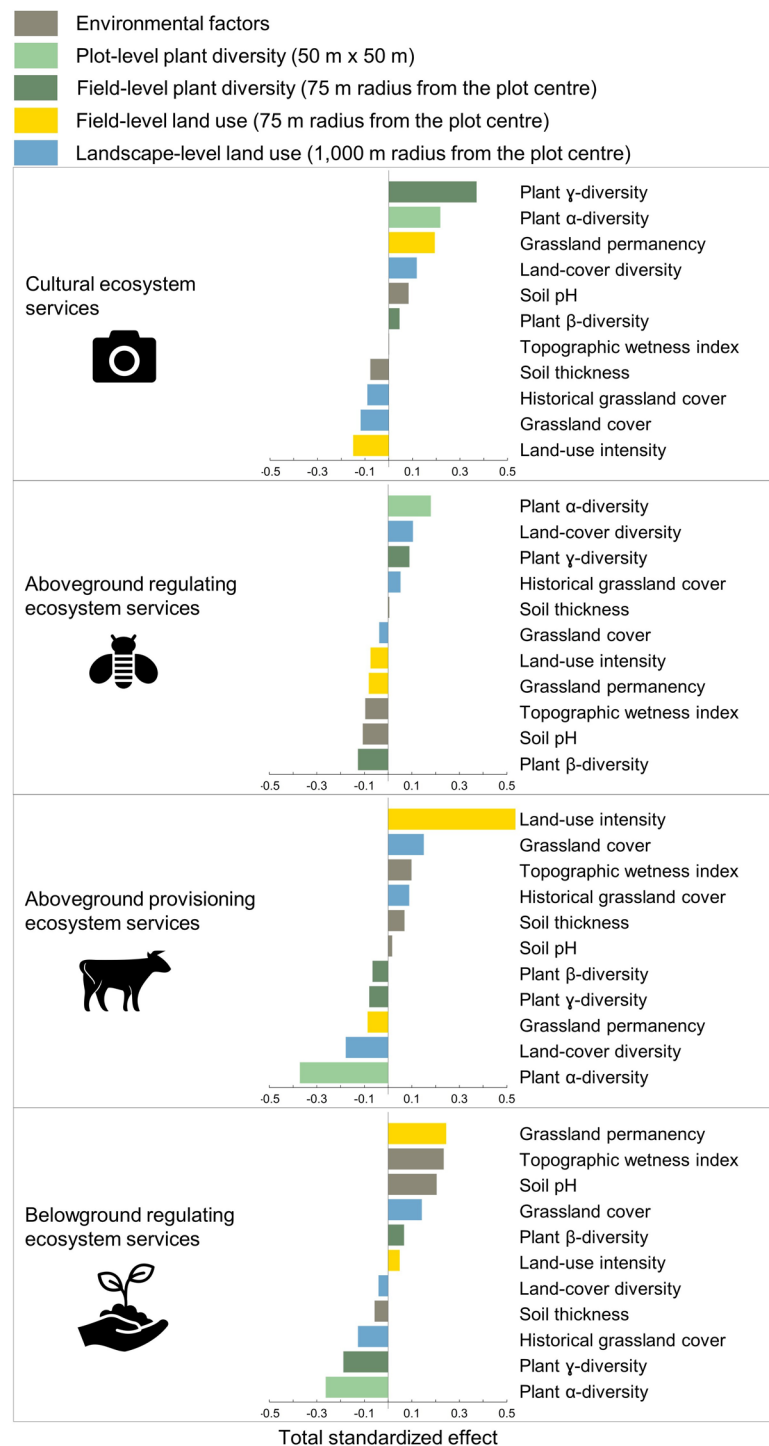 Environmental factors
Plot-level plant diversity (50 m x 50 m)
Field-level plant diversity (75 m radius from the plot centre)
Field-level land use (75 m radius from the plot centre)
Landscape-level land use (1,000 m radius from the plot centre)
Cultural ecosystem
services
Plant ɣ-diversity
Plant α-diversity
Grassland permanency
Land-cover diversity
Soil pH
Plant β-diversity
Topographic wetness index
Soil thickness
Historical grassland cover
Grassland cover
Land-use intensity
-0.5 -0.3 -0.1 0.1 0.3 0.5
Aboveground regulating
ecosystem services
Plant α-diversity
Land-cover diversity
Plant ɣ-diversity
Historical grassland cover
Soil thickness
Grassland cover
Land-use intensity
Grassland permanency
Topographic wetness index
Soil pH
Plant β-diversity
-0.5 -0.3 -0.1 0.1 0.3 0.5
Aboveground provisioning
ecosystem services
Land-use intensity
Grassland cover
Topographic wetness index
Historical grassland cover
Soil thickness
Soil pH
Plant β-diversity
Plant ɣ-diversity
Grassland permanency
Land-cover diversity
Plant α-diversity
-0.5 -0.3 -0.1 0.1 0.3 0.5
Belowground regulating
ecosystem services
Grassland permanency
Topographic wetness index
Soil pH
Grassland cover
Plant β-diversity
Land-use intensity
Land-cover diversity
Soil thickness
Historical grassland cover
Plant ɣ-diversity
Plant α-diversity
-0.5 -0.3 -0.1 0.1 0.3 0.5
Total standardized effect